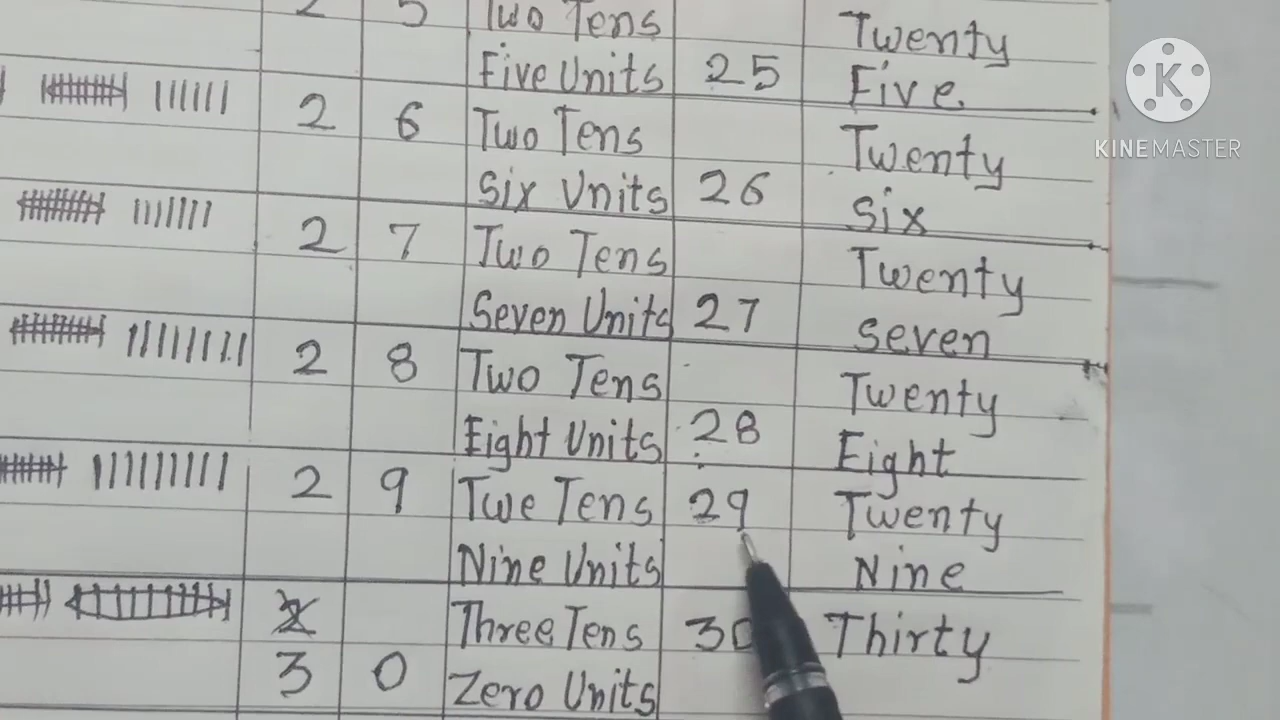 2 5 Two Tens Twenty
Five Units 25 Five
2 6 Two Tens Twenty
Six Units 26 Six
2 7 Two Tens Twenty
Seven Units 27 Seven
2 8 Two Tens Twenty
Eight Units 28 Eight
2 9 Twe Tens 29 Twenty
Nine Units Nine
2 Three Tens 30 Thirty
3 0 Zero Units
K
KINEMASTER